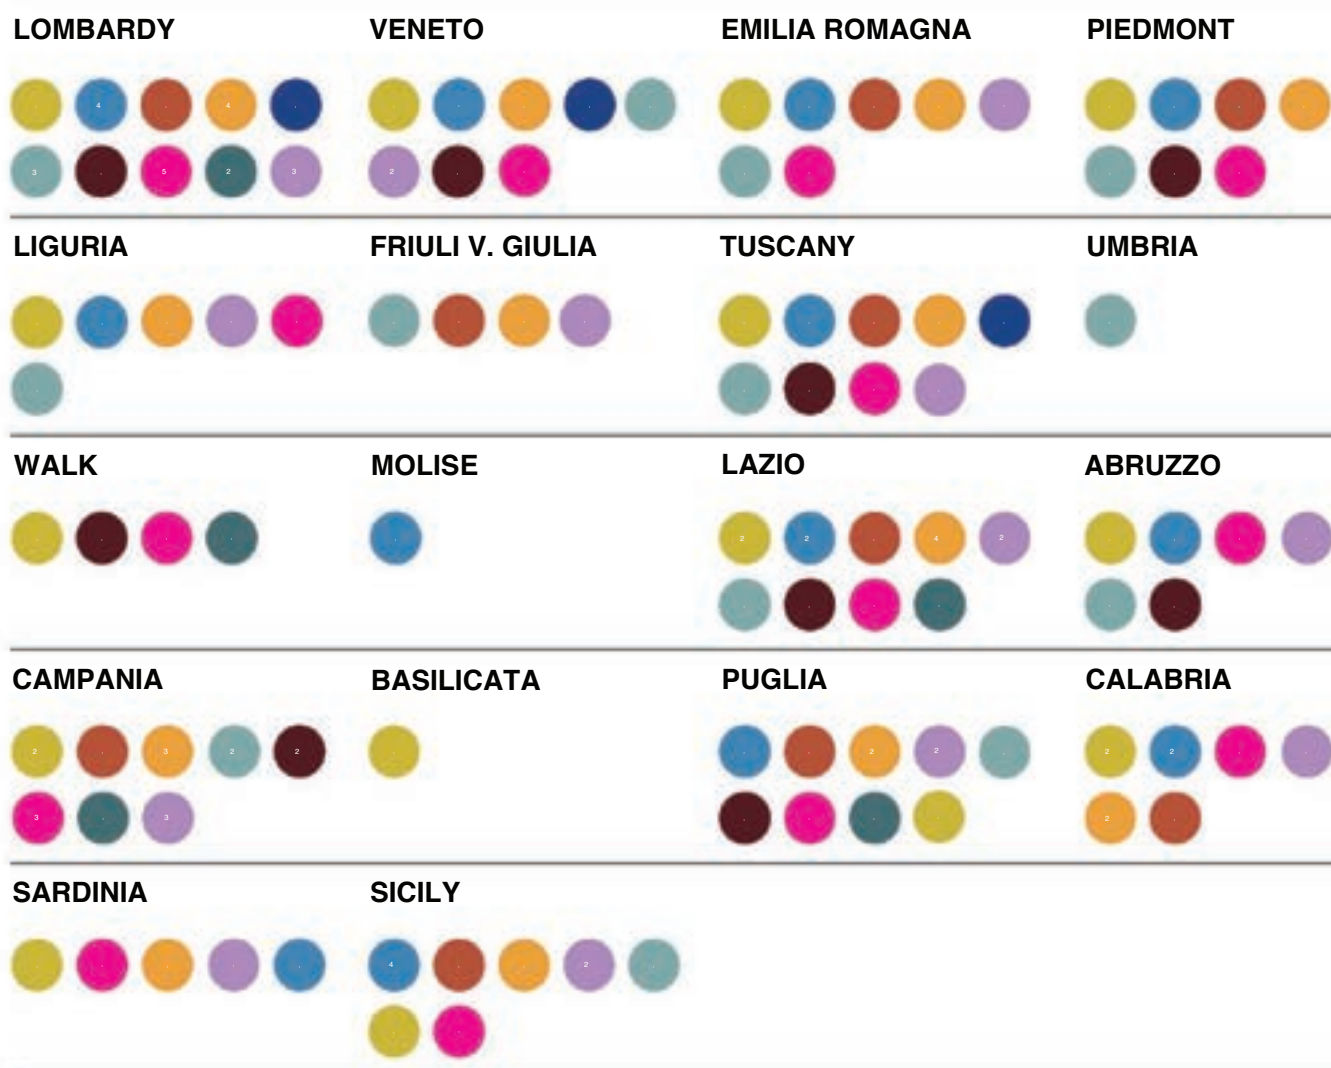 LOMBARDY VENETO EMILIA ROMAGNA PIEDMONT
4 4
3 5 2 3 2
LIGURIA FRIULI V. GIULIA TUSCANY UMBRIA
WALK MOLISE LAZIO ABRUZZO
2 2 4 2
CAMPANIA BASILICATA PUGLIA CALABRIA
2 3 2 2 2 2 2 2
3 3 2
SARDINIA SICILY
4 2